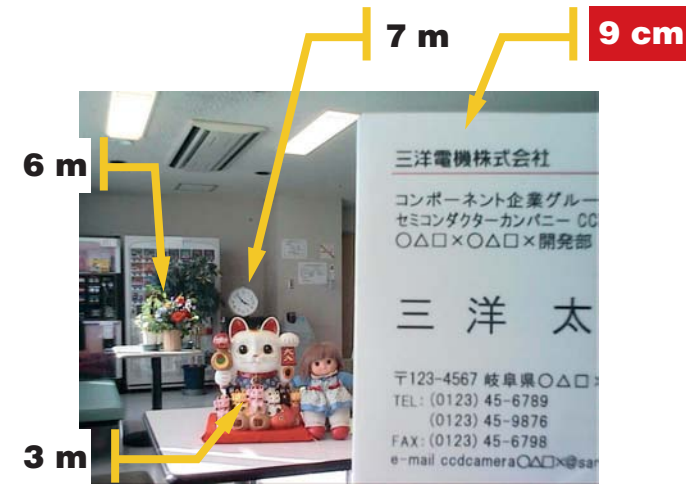 7 m
9 cm
6 m
3 m
三洋電機株式会社
コンポーネント企業グルー
セミコンダクターカンパニー CC
○△□×○△□×開発部
三 洋 太
〒123-4567 岐阜県○△□×
TEL: (0123) 45-6789
(0123) 45-9876
FAX: (0123) 45-6798
e-mail ccdcamera○△□×@sar